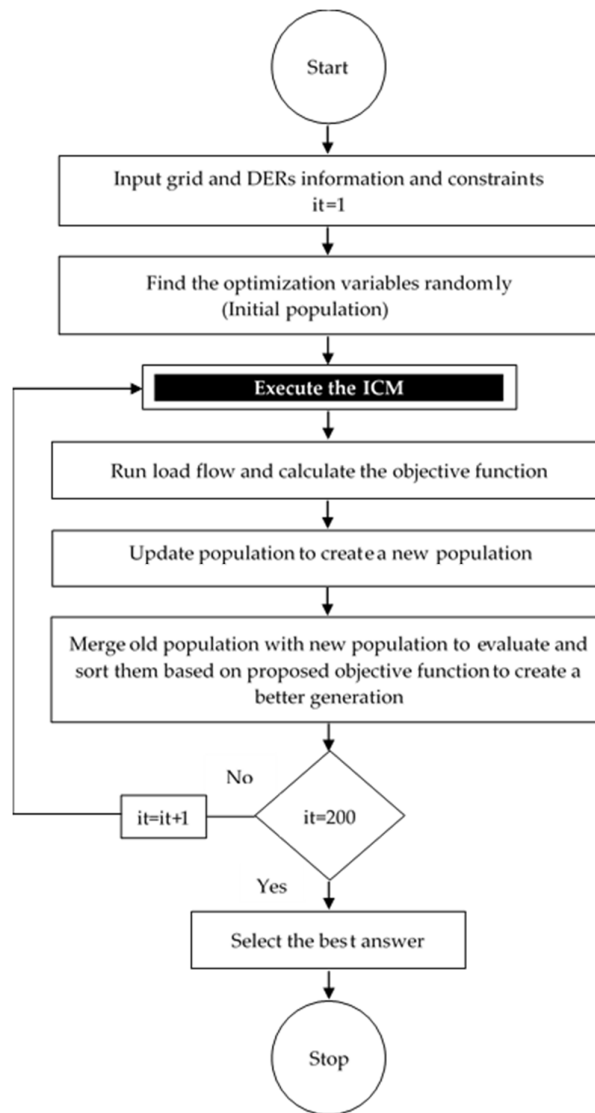 Start
Input grid and DERs information and constraints
it=1
Find the optimization variables randomly
(Initial population)
Execute the ICM
Run load flow and calculate the objective function
Update population to create a new population
Merge old population with new population to evaluate and
sort them based on proposed objective function to create a
better generation
No
it=it+1
it=200
Yes
Select the best answer
Stop